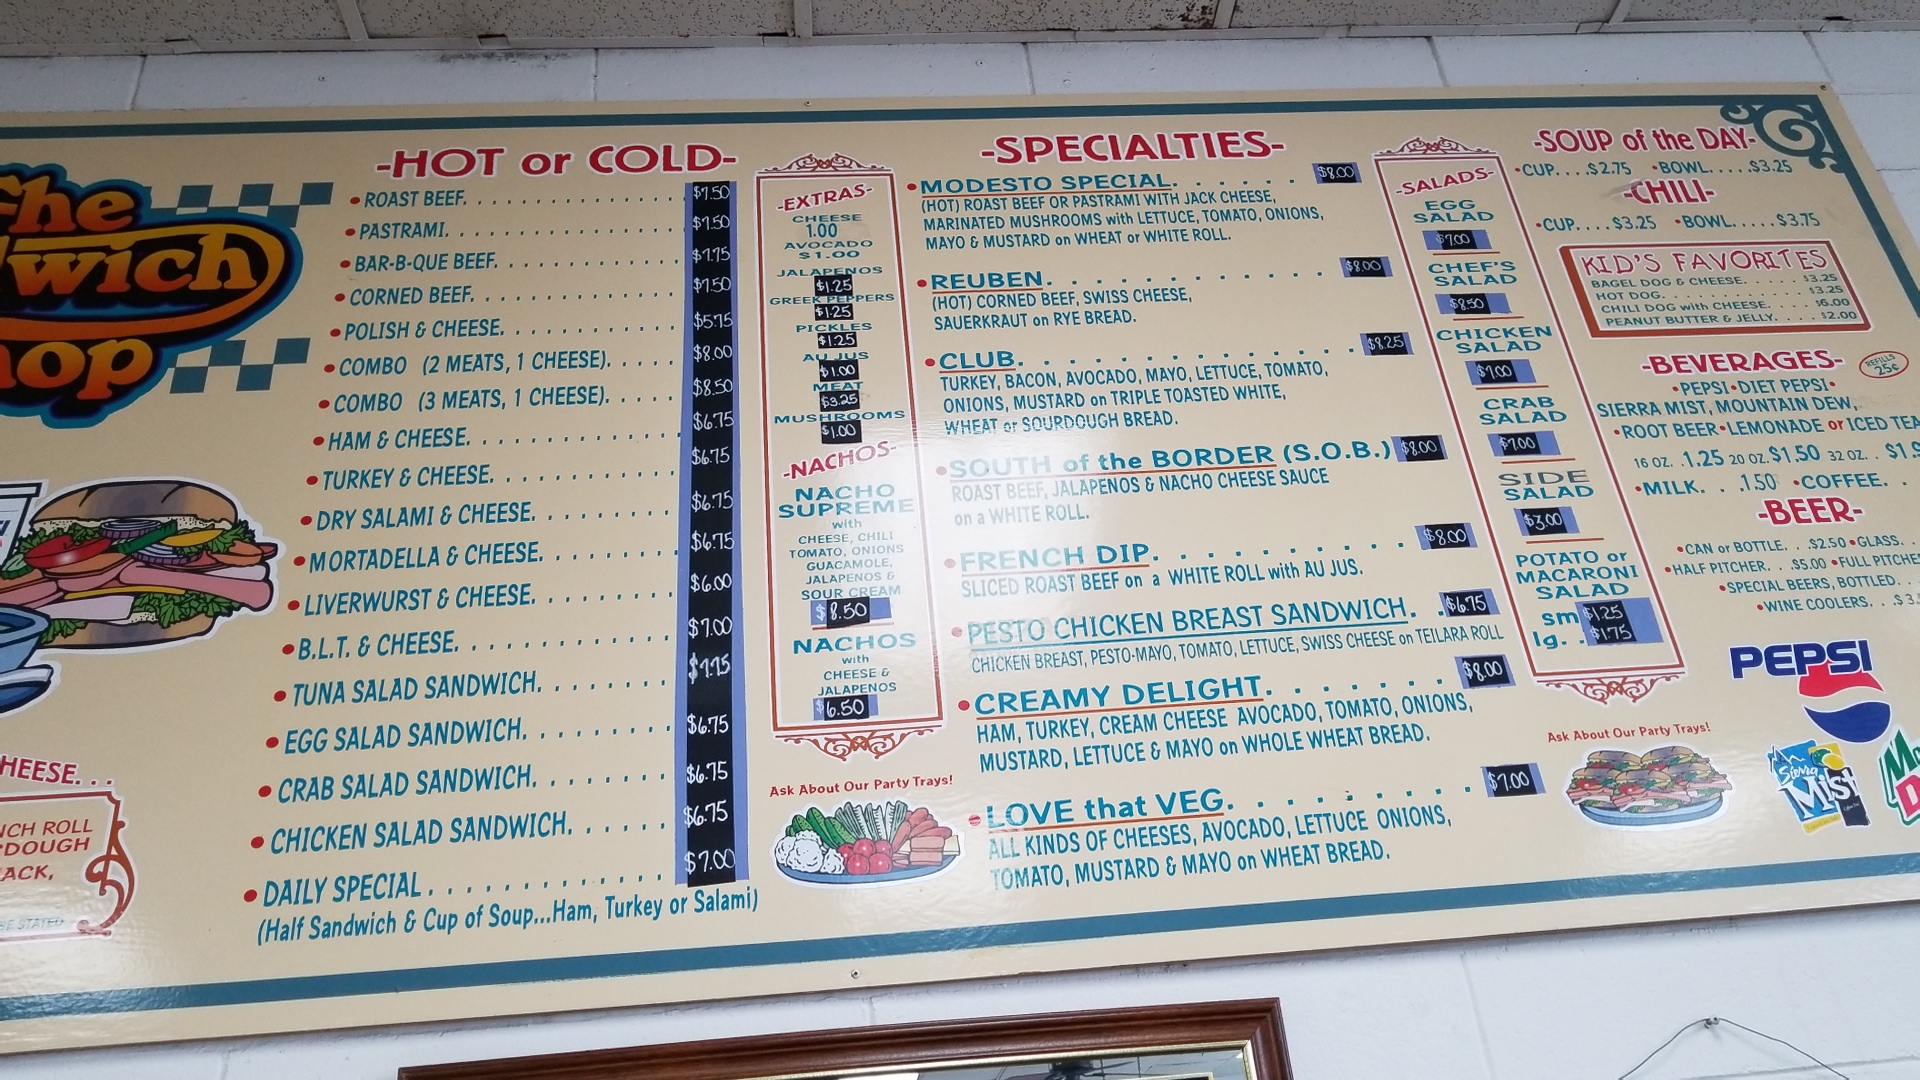 The
dwich
hop
HEESE. . .
NCH ROLL
DOUGH
ACK,
BE STATED
-HOT or COLD-
•ROAST BEEF. . . . . . . . . . $7.50
•PASTRAMI. . . . . . . . . . $7.50
•BAR-B-QUE BEEF. . . . . . . . . . $7.75
•CORNED BEEF. . . . . . . . . . $7.50
•POLISH & CHEESE. . . . . . . . . . $5.75
•COMBO (2 MEATS, 1 CHEESE). . . . . $8.00
•COMBO (3 MEATS, 1 CHEESE). . . . . $8.50
•HAM & CHEESE. . . . . . . . . . $6.75
•TURKEY & CHEESE. . . . . . . . . . $6.75
•DRY SALAMI & CHEESE. . . . . . . . $6.75
•MORTADELLA & CHEESE. . . . . . . . $6.75
•LIVERWURST & CHEESE. . . . . . . . $6.00
•B.L.T. & CHEESE. . . . . . . . . . $7.00
•TUNA SALAD SANDWICH. . . . . . . . $7.75
•EGG SALAD SANDWICH. . . . . . . . $6.75
•CRAB SALAD SANDWICH. . . . . . . . $6.75
•CHICKEN SALAD SANDWICH. . . . . . $6.75
•DAILY SPECIAL. . . . . . . . . . $7.00
(Half Sandwich & Cup of Soup...Ham, Turkey or Salami)
-EXTRAS-
CHEESE
1.00
AVOCADO
$1.00
JALAPENOS
$1.25
GREEK PEPPERS
$1.25
PICKLES
$1.25
AU JUS
$1.00
MEAT
$3.25
MUSHROOMS
$1.00
-NACHOS-
NACHO
SUPREME
with
CHEESE, CHILI
TOMATO, ONIONS
GUACAMOLE,
JALAPENOS &
SOUR CREAM
$8.50
NACHOS
with
CHEESE &
JALAPENOS
$6.50
Ask About Our Party Trays!
-SPECIALTIES-
•MODESTO SPECIAL. . . . . . $8.00
(HOT) ROAST BEEF OR PASTRAMI WITH JACK CHEESE,
MARINATED MUSHROOMS with LETTUCE, TOMATO, ONIONS,
MAYO & MUSTARD on WHEAT or WHITE ROLL.
•REUBEN. . . . . . . . . . . $8.00
(HOT) CORNED BEEF, SWISS CHEESE,
SAUERKRAUT on RYE BREAD.
•CLUB. . . . . . . . . . . . . $8.25
TURKEY, BACON, AVOCADO, MAYO, LETTUCE, TOMATO,
ONIONS, MUSTARD on TRIPLE TOASTED WHITE,
WHEAT or SOURDOUGH BREAD.
•SOUTH of the BORDER (S.O.B.) $8.00
ROAST BEEF, JALAPENOS & NACHO CHEESE SAUCE
on a WHITE ROLL.
•FRENCH DIP. . . . . . . . . . $8.00
SLICED ROAST BEEF on a WHITE ROLL with AU JUS.
•PESTO CHICKEN BREAST SANDWICH. . $6.75
CHICKEN BREAST, PESTO-MAYO, TOMATO, LETTUCE, SWISS CHEESE on TEILARA ROLL
•CREAMY DELIGHT. . . . . . . $8.00
HAM, TURKEY, CREAM CHEESE AVOCADO, TOMATO, ONIONS,
MUSTARD, LETTUCE & MAYO on WHOLE WHEAT BREAD.
•LOVE that VEG. . . . . . . . . $7.00
ALL KINDS OF CHEESES, AVOCADO, LETTUCE ONIONS,
TOMATO, MUSTARD & MAYO on WHEAT BREAD.
-SALADS-
EGG
SALAD
$7.00
CHEF'S
SALAD
$8.50
CHICKEN
SALAD
$7.00
CRAB
SALAD
$7.00
SIDE
SALAD
$3.00
POTATO or
MACARONI
SALAD
sm $1.25
lg. . $1.75
Ask About Our Party Trays!
-SOUP of the DAY-
•CUP. . . .$2.75 •BOWL. . . .$3.25
-CHILI-
•CUP. . . .$3.25 •BOWL. . . . .$3.75
KID'S FAVORITES
BAGEL DOG & CHEESE. . . . . . . $3.25
HOT DOG. . . . . . . . . . . $3.25
CHILI DOG with CHEESE. . . . $6.00
PEANUT BUTTER & JELLY. . . . $2.00
-BEVERAGES-
REFILLS
25¢
•PEPSI•DIET PEPSI•
SIERRA MIST, MOUNTAIN DEW,
•ROOT BEER•LEMONADE or ICED TEA
16 OZ. .1.25 20 OZ. $1.50 32 OZ. .
•MILK. . .1.50 •COFFEE. .
-BEER-
•CAN or BOTTLE. . .$2.50 •GLASS. .
•HALF PITCHER. . .$5.00 •FULL PITCHE
•SPECIAL BEERS, BOTTLED. . .
•WINE COOLERS. . .$3.
PEPSI
Sierra
Mist